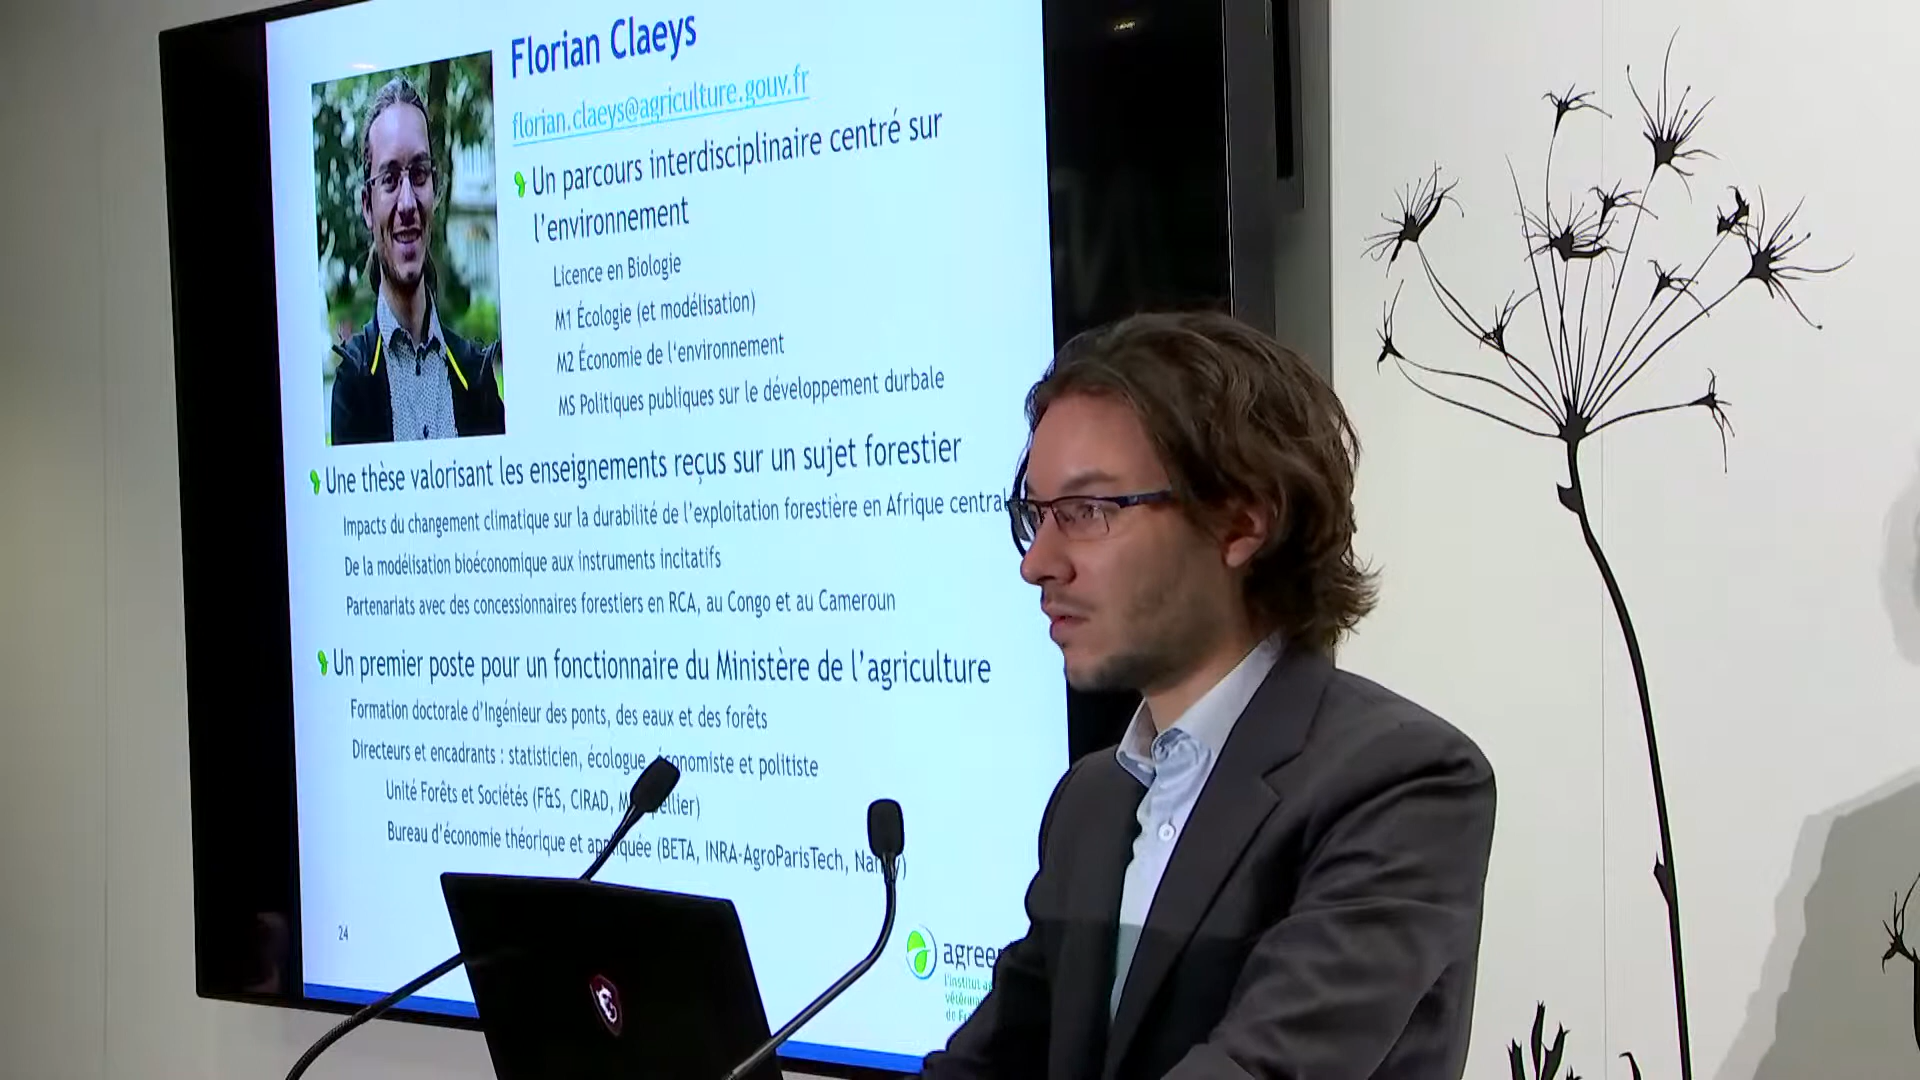 Florian Claeys
florian.claeys@agriculture.gouv.fr
Un parcours interdisciplinaire centré sur
l'environnement
Licence en Biologie
M1 Écologie (et modélisation)
M2 Économie de l'environnement
MS Politiques publiques sur le développement durbale
Une thèse valorisant les enseignements reçus sur un sujet forestier
Impacts du changement climatique sur la durabilité de l'exploitation forestière en Afrique central
De la modélisation bioéconomique aux instruments incitatifs
Partenariats avec des concessionnaires forestiers en RCA, au Congo et au Cameroun
Un premier poste pour un fonctionnaire du Ministère de l'agriculture
Formation doctorale d'Ingénieur des ponts, des eaux et des forêts
Directeurs et encadrants : statisticien, écologue, économiste et politiste
Unité Forêts et Sociétés (F&S, CIRAD, Montpellier)
Bureau d'économie théorique et appliquée (BETA, INRA-AgroParisTech, Nancy)
24
agree
l'institut a
vétérina
de F